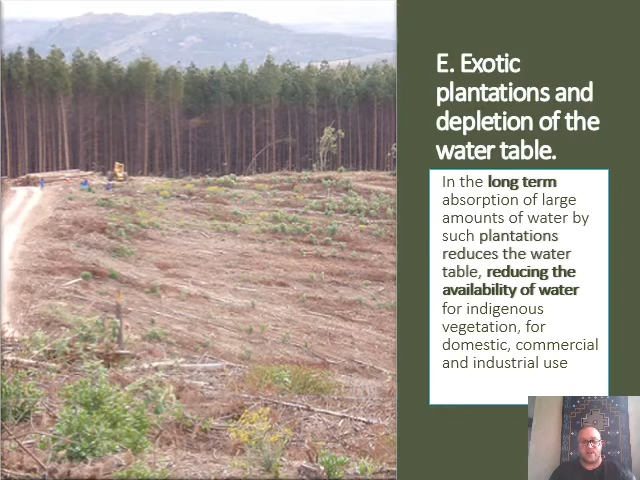 E. Exotic
plantations and
depletion of the
water table.
In the long term
absorption of large
amounts of water by
such plantations
reduces the water
table, reducing the
availability of water
for indigenous
vegetation, for
domestic, commercial
and industrial use